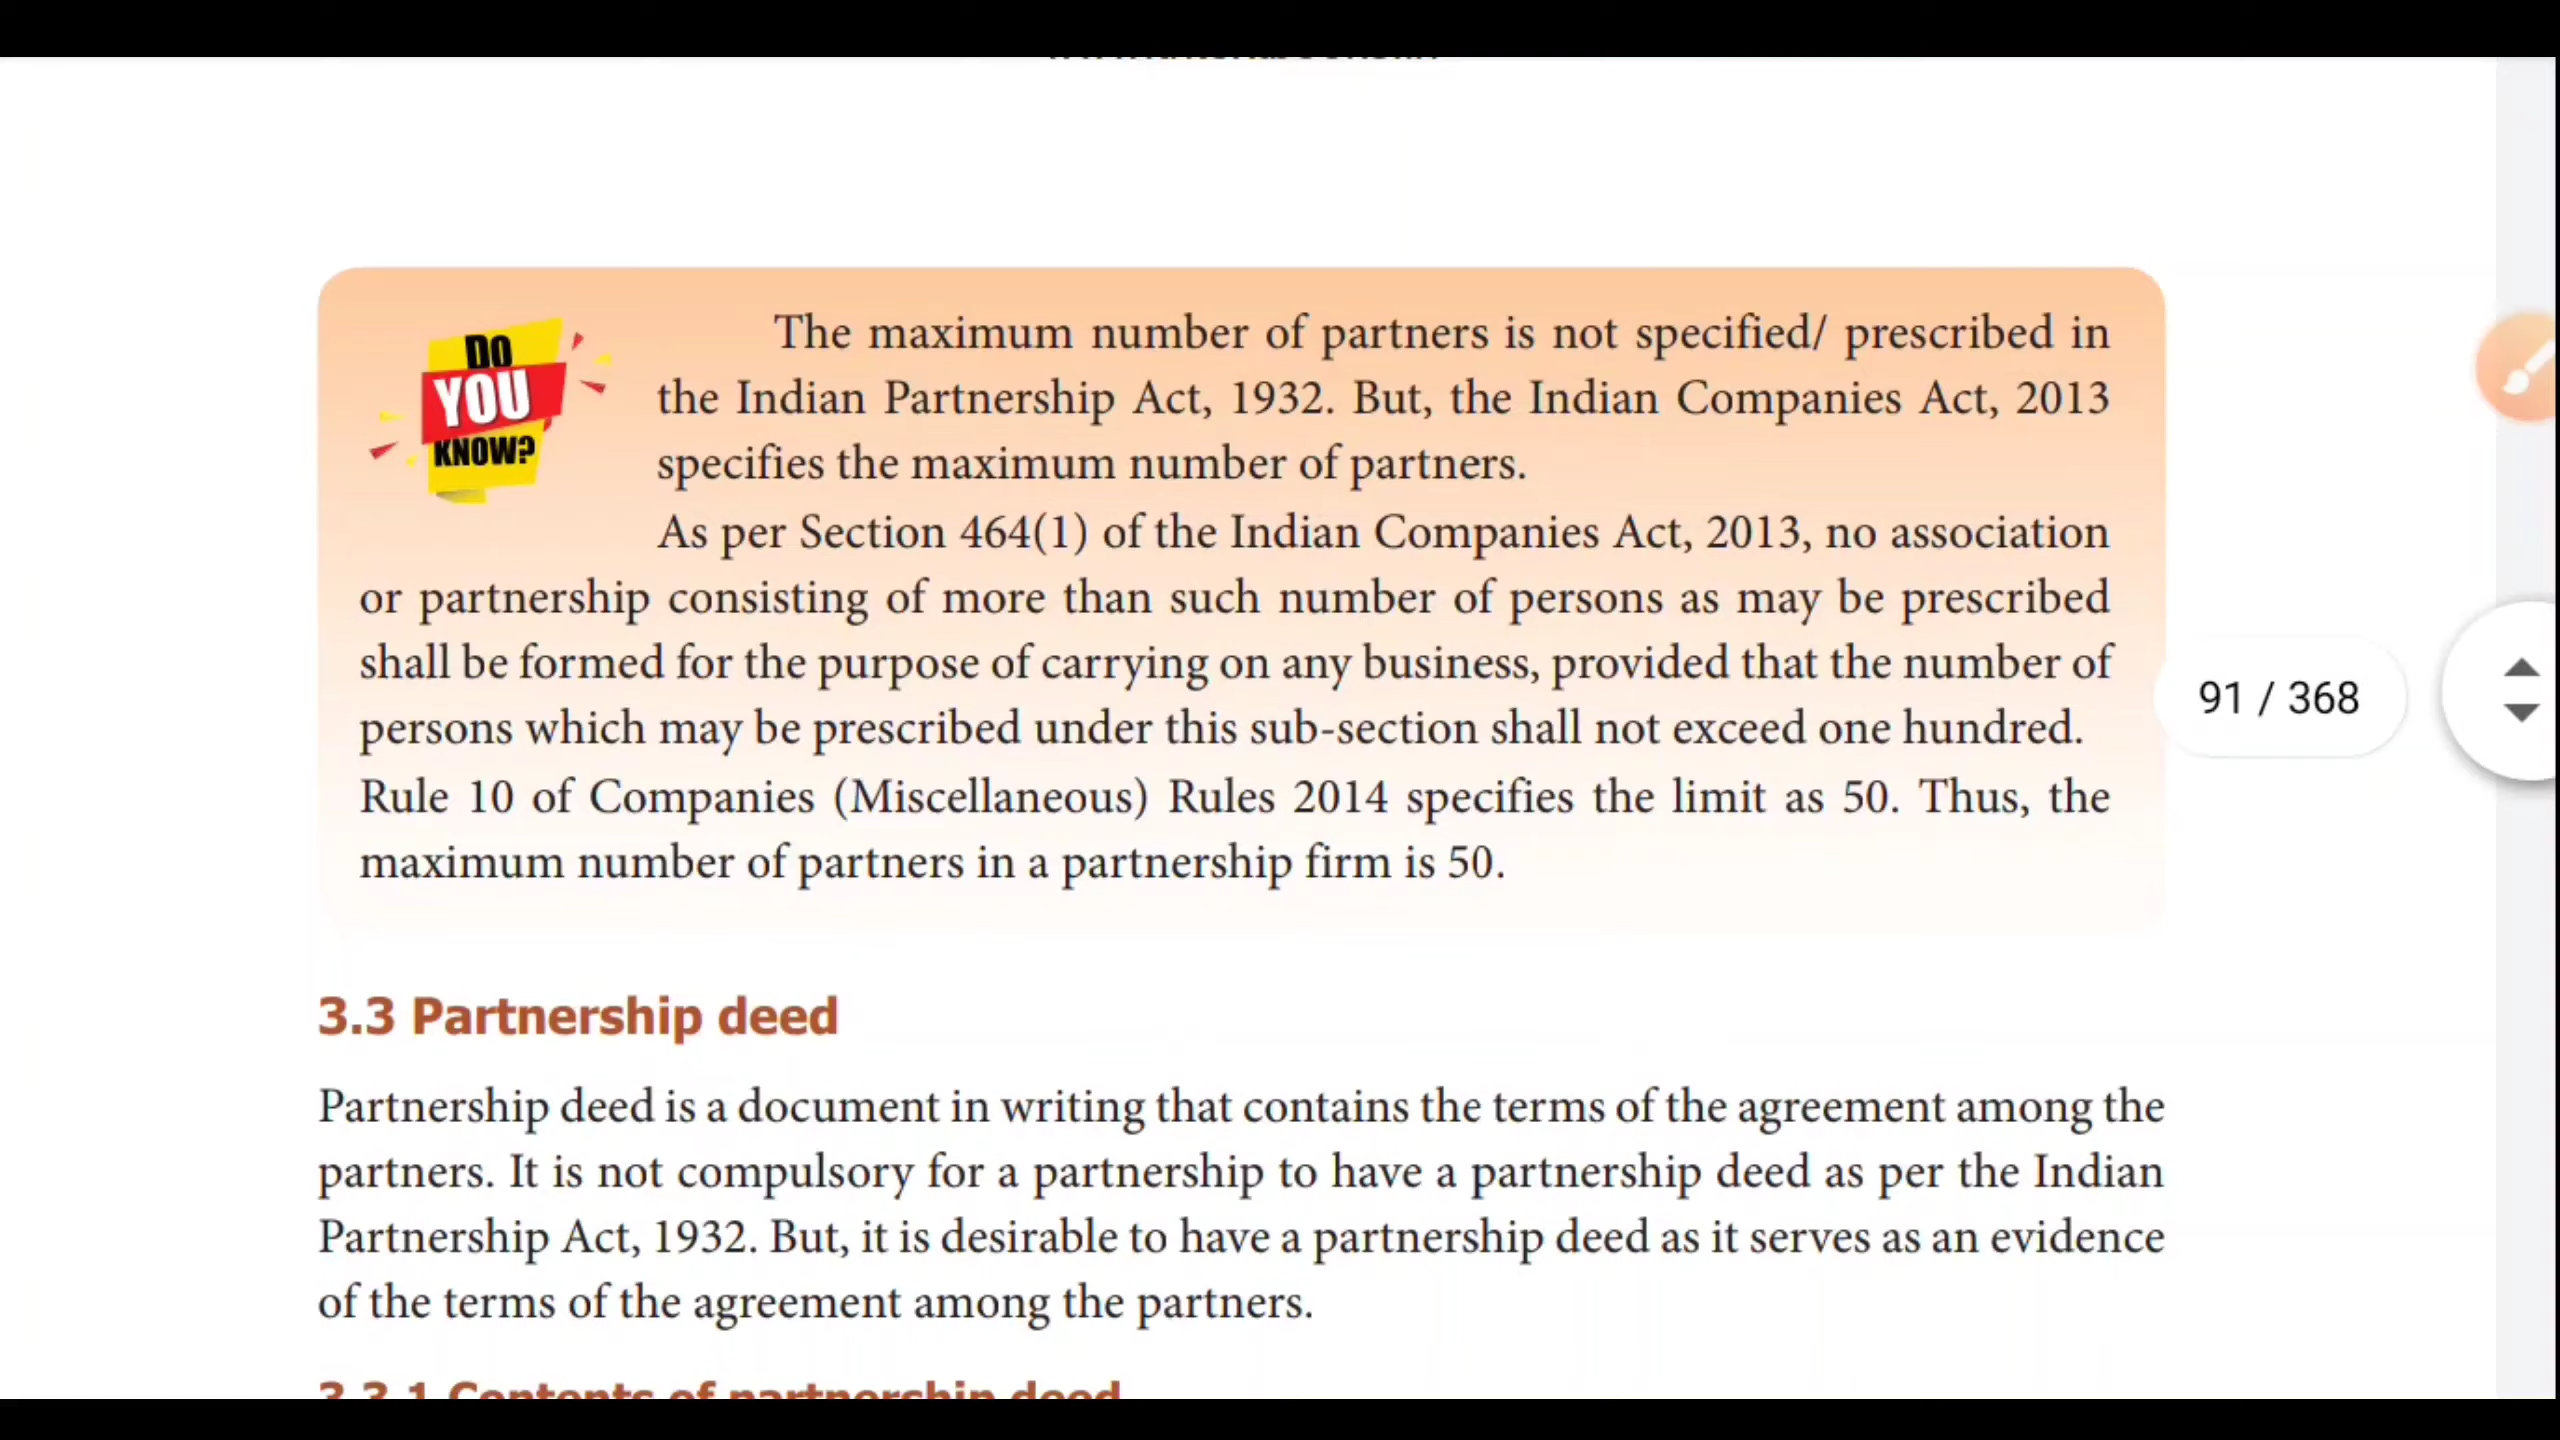 DO
YOU
KNOW?
The maximum number of partners is not specified/ prescribed in
the Indian Partnership Act, 1932. But, the Indian Companies Act, 2013
specifies the maximum number of partners.
As per Section 464(1) of the Indian Companies Act, 2013, no association
or partnership consisting of more than such number of persons as may be prescribed
shall be formed for the purpose of carrying on any business, provided that the number of
persons which may be prescribed under this sub-section shall not exceed one hundred.
Rule 10 of Companies (Miscellaneous) Rules 2014 specifies the limit as 50. Thus, the
maximum number of partners in a partnership firm is 50.
91 / 368
3.3 Partnership deed
Partnership deed is a document in writing that contains the terms of the agreement among the
partners. It is not compulsory for a partnership to have a partnership deed as per the Indian
Partnership Act, 1932. But, it is desirable to have a partnership deed as it serves as an evidence
of the terms of the agreement among the partners.
3.3.1 Contents of partnership deed